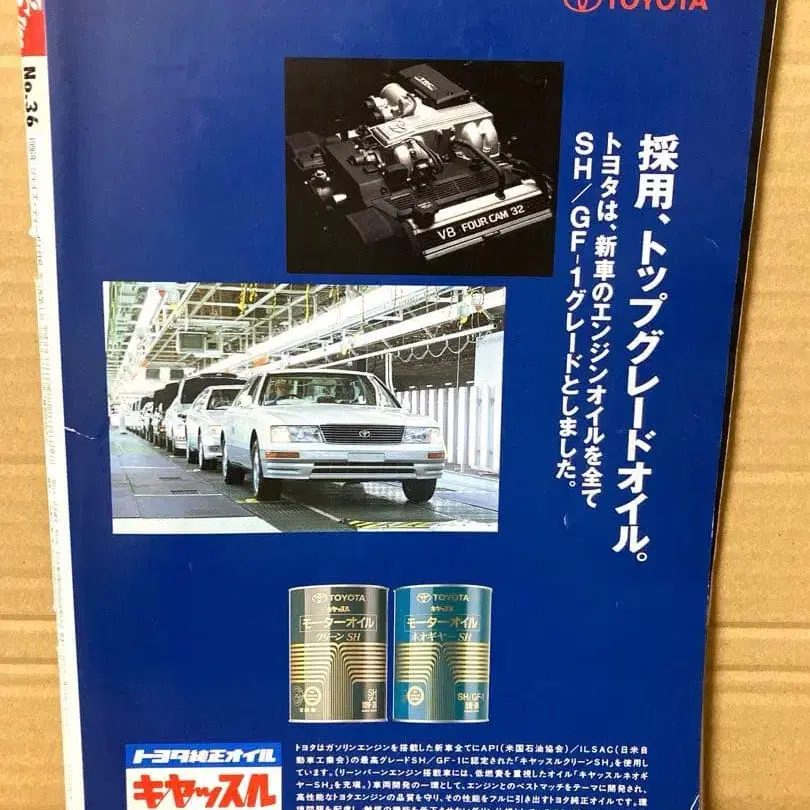 TOYOTA
No.36
採用、トップグレードオイル。
トヨタは、新車のエンジンオイルを全て
SH/GF-1グレードとしました。
V8 FOUR CAM 32
TOYOTA
キャッスル
モーターオイル
クリーンSH
SH
TOYOTA
キャッスル
モーターオイル
ネオギヤーSH
SH/GF-1
トヨタ純正オイル
キャッスル
トヨタはガソリンエンジンを搭載した新車全てにAPI(米国石油協会)/ILSAC(日米自
動車工業会)の最高グレードSH/GF-1に認定された「キヤッスルクリーンSH」を使用し
ています。(リーンバーンエンジン搭載車には、低燃費を重視したオイル「キヤッスルネオギ
ヤーSH」を充填。)車両開発の一環として、エンジンとのベストマッチをテーマに開発され、
高性能なトヨタエンジンの品質を守り、その性能をフルに引き出すトヨタ純正オイルです。環